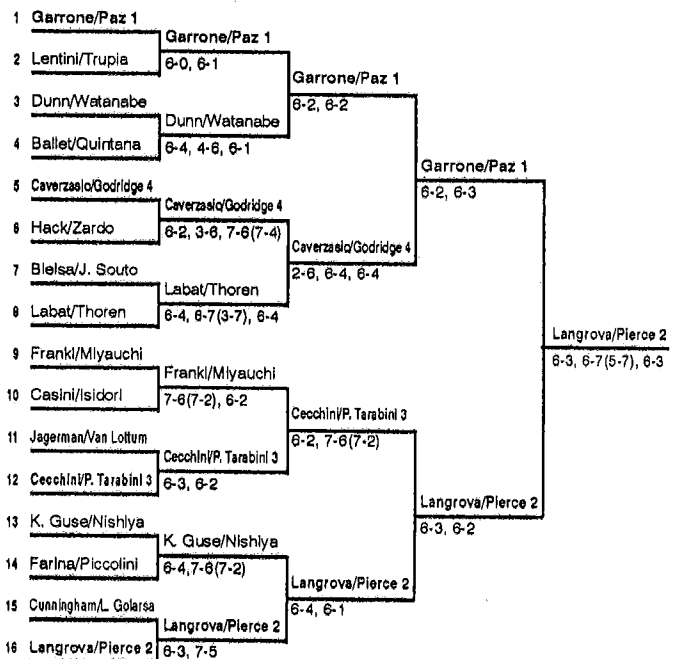 1 Garrone/Paz 1
2 Lentini/Trupia
3 Dunn/Watanabe
4 Ballet/Quintana
5 Caverzasio/Godridge 4
6 Hack/Zardo
7 Bielsa/J. Souto
8 Labat/Thoren
9 Frankl/Miyauchi
10 Casini/Isidori
11 Jagerman/Van Lottum
12 Cecchini/P. Tarabini 3
13 K. Guse/Nishiya
14 Farina/Piccolini
15 Cunningham/L. Golarsa
16 Langrova/Pierce 2
Garrone/Paz 1
6-0, 6-1
Dunn/Watanabe
6-4, 4-6, 6-1
Caverzasio/Godridge 4
6-2, 3-6, 7-6(7-4)
Labat/Thoren
6-4, 6-7(3-7), 6-4
Frankl/Miyauchi
7-6(7-2), 6-2
Cecchini/P. Tarabini 3
6-3, 6-2
K. Guse/Nishiya
6-4,7-6(7-2)
Langrova/Pierce 2
6-3, 7-5
Garrone/Paz 1
6-2, 6-2
Caverzasio/Godridge 4
2-6, 6-4, 6-4
Cecchini/P. Tarabini 3
6-2, 7-6(7-2)
Langrova/Pierce 2
6-4, 6-1
Garrone/Paz 1
6-2, 6-3
Langrova/Pierce 2
6-3, 6-2
Langrova/Pierce 2
6-3, 6-7(5-7), 6-3